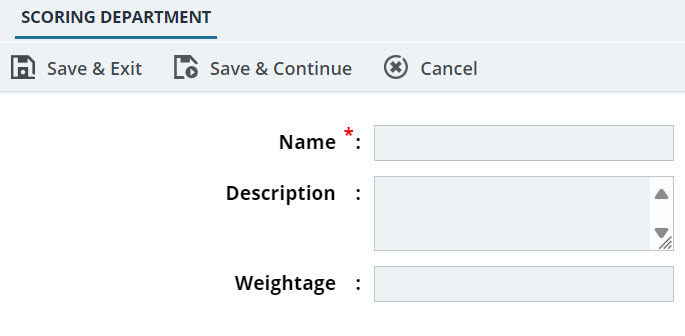 SCORING DEPARTMENT
Save & Exit Save & Continue Cancel
Name * :
Description :
Weightage :